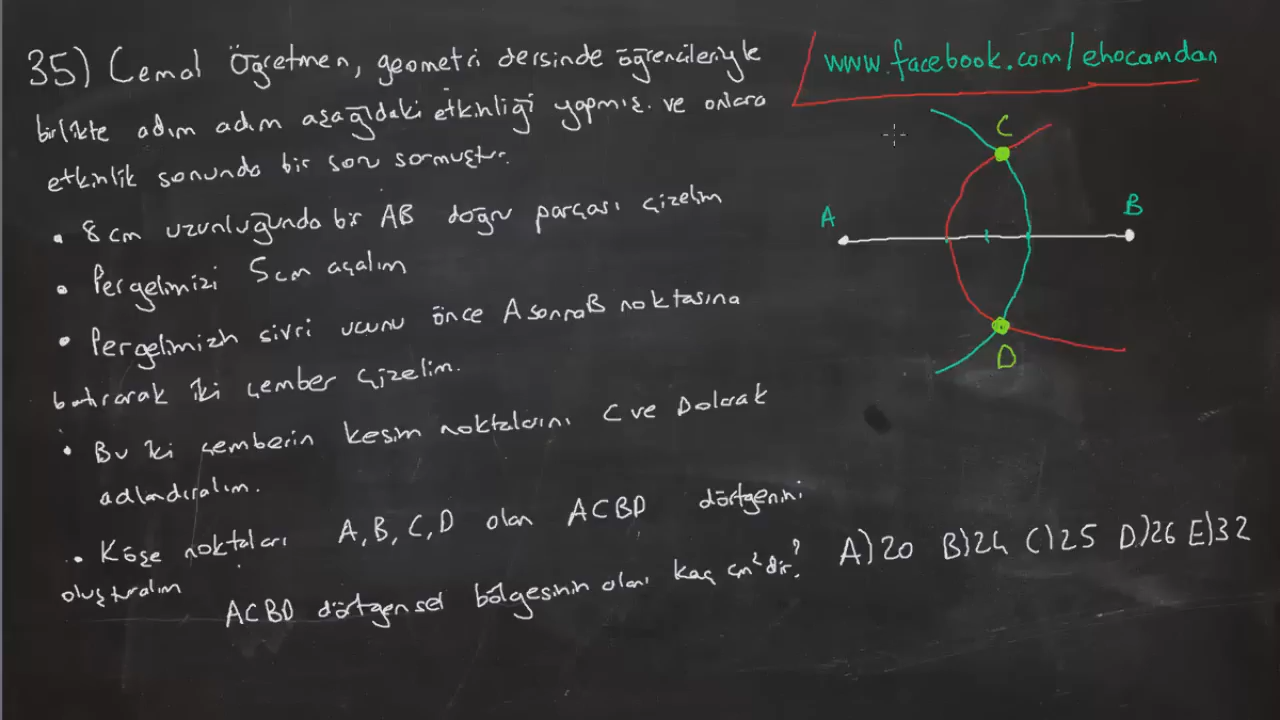 35) Cemal Öğretmen, geometri dersinde öğrencileriyle
birlikte adım adım aşağıdaki etkinliği yapmış. ve onlara
etkinlik sonunda bir soru sormuştur.
• 8 cm uzunluğunda bir AB doğru parçası çizelim
• Pergelimizi 5cm açalım
• Pergelimizin sivri ucunu önce A sonra B noktasına
batırarak iki çember çizelim.
• Bu iki çemberin kesim noktalarını C ve D olarak
adlandıralım.
• Köşe noktaları A, B, C, D olan ACBD dörtgenini
oluşturalım
ACBD dörtgensel bölgesinin alanı kaç cm² dir?
A) 20 B) 24 C) 25 D) 26 E) 32
www.facebook.com/ehocamdan
C
A
B
D